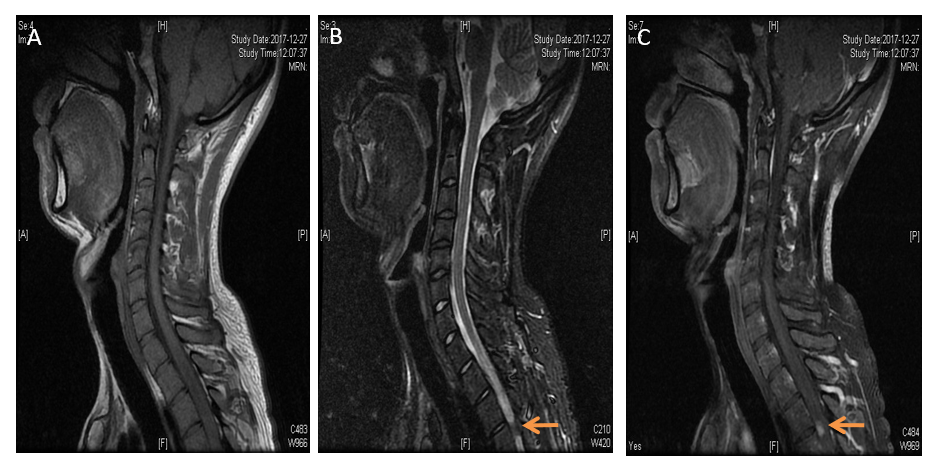 Se:4
Im:
A
[H]
Study Date:2017-12-27
Study Time:12:07:37
MRN:
[A]
[P]
C483
W966
[F]
Se:3
Im:
B
[H]
Study Date:2017-12-27
Study Time:12:07:37
MRN:
[A]
[P]
C210
W420
[F]
Se:7
Im:
C
[H]
Study Date:2017-12-27
Study Time:12:07:37
MRN:
[A]
[P]
C484
W969
Yes
[F]